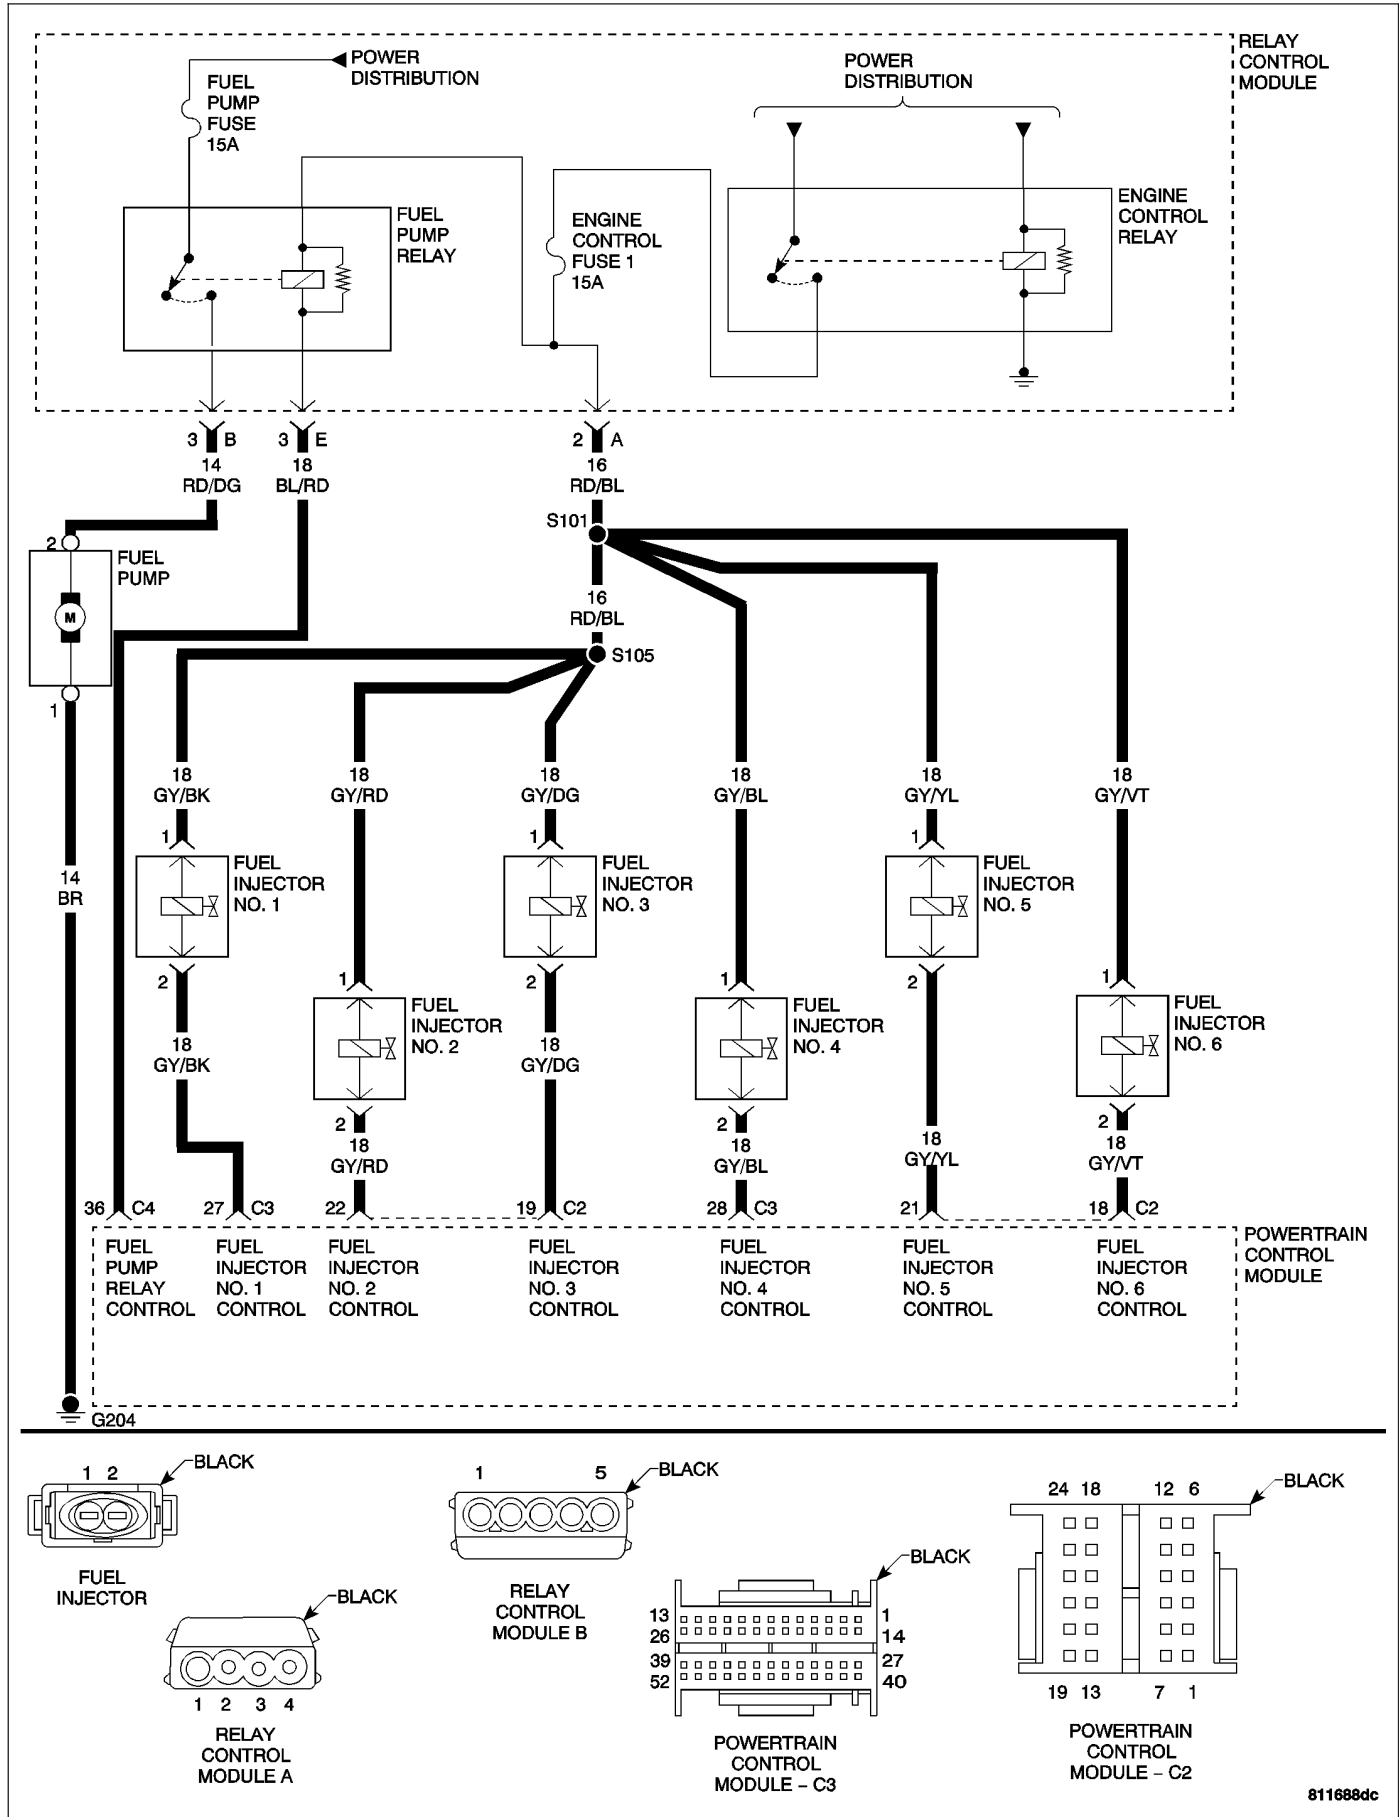 RELAY
CONTROL
MODULE
POWER
DISTRIBUTION
FUEL
PUMP
FUSE
15A
POWER
DISTRIBUTION
FUEL
PUMP
RELAY
ENGINE
CONTROL
FUSE 1
15A
ENGINE
CONTROL
RELAY
3 B
3 E
2 A
14
RD/DG
18
BL/RD
16
RD/BL
S101
2
FUEL
PUMP
M
1
16
RD/BL
S105
18
GY/BK
18
GY/RD
18
GY/DG
18
GY/BL
18
GY/YL
18
GY/VT
1
FUEL
INJECTOR
NO. 1
2
1
FUEL
INJECTOR
NO. 3
2
1
FUEL
INJECTOR
NO. 5
2
14
BR
1
FUEL
INJECTOR
NO. 2
2
1
FUEL
INJECTOR
NO. 4
2
1
FUEL
INJECTOR
NO. 6
2
18
GY/BK
18
GY/DG
18
GY/RD
18
GY/BL
18
GY/YL
18
GY/VT
36 C4
27 C3
22
19 C2
28 C3
21
18 C2
FUEL
PUMP
RELAY
CONTROL
FUEL
INJECTOR
NO. 1
CONTROL
FUEL
INJECTOR
NO. 2
CONTROL
FUEL
INJECTOR
NO. 3
CONTROL
FUEL
INJECTOR
NO. 4
CONTROL
FUEL
INJECTOR
NO. 5
CONTROL
FUEL
INJECTOR
NO. 6
CONTROL
POWERTRAIN
CONTROL
MODULE
G204
1 2
BLACK
FUEL
INJECTOR
BLACK
1 2 3 4
RELAY
CONTROL
MODULE A
1 5
BLACK
RELAY
CONTROL
MODULE B
BLACK
13 1
26 14
39 27
52 40
POWERTRAIN
CONTROL
MODULE – C3
24 18 12 6
BLACK
19 13 7 1
POWERTRAIN
CONTROL
MODULE – C2
811688dc